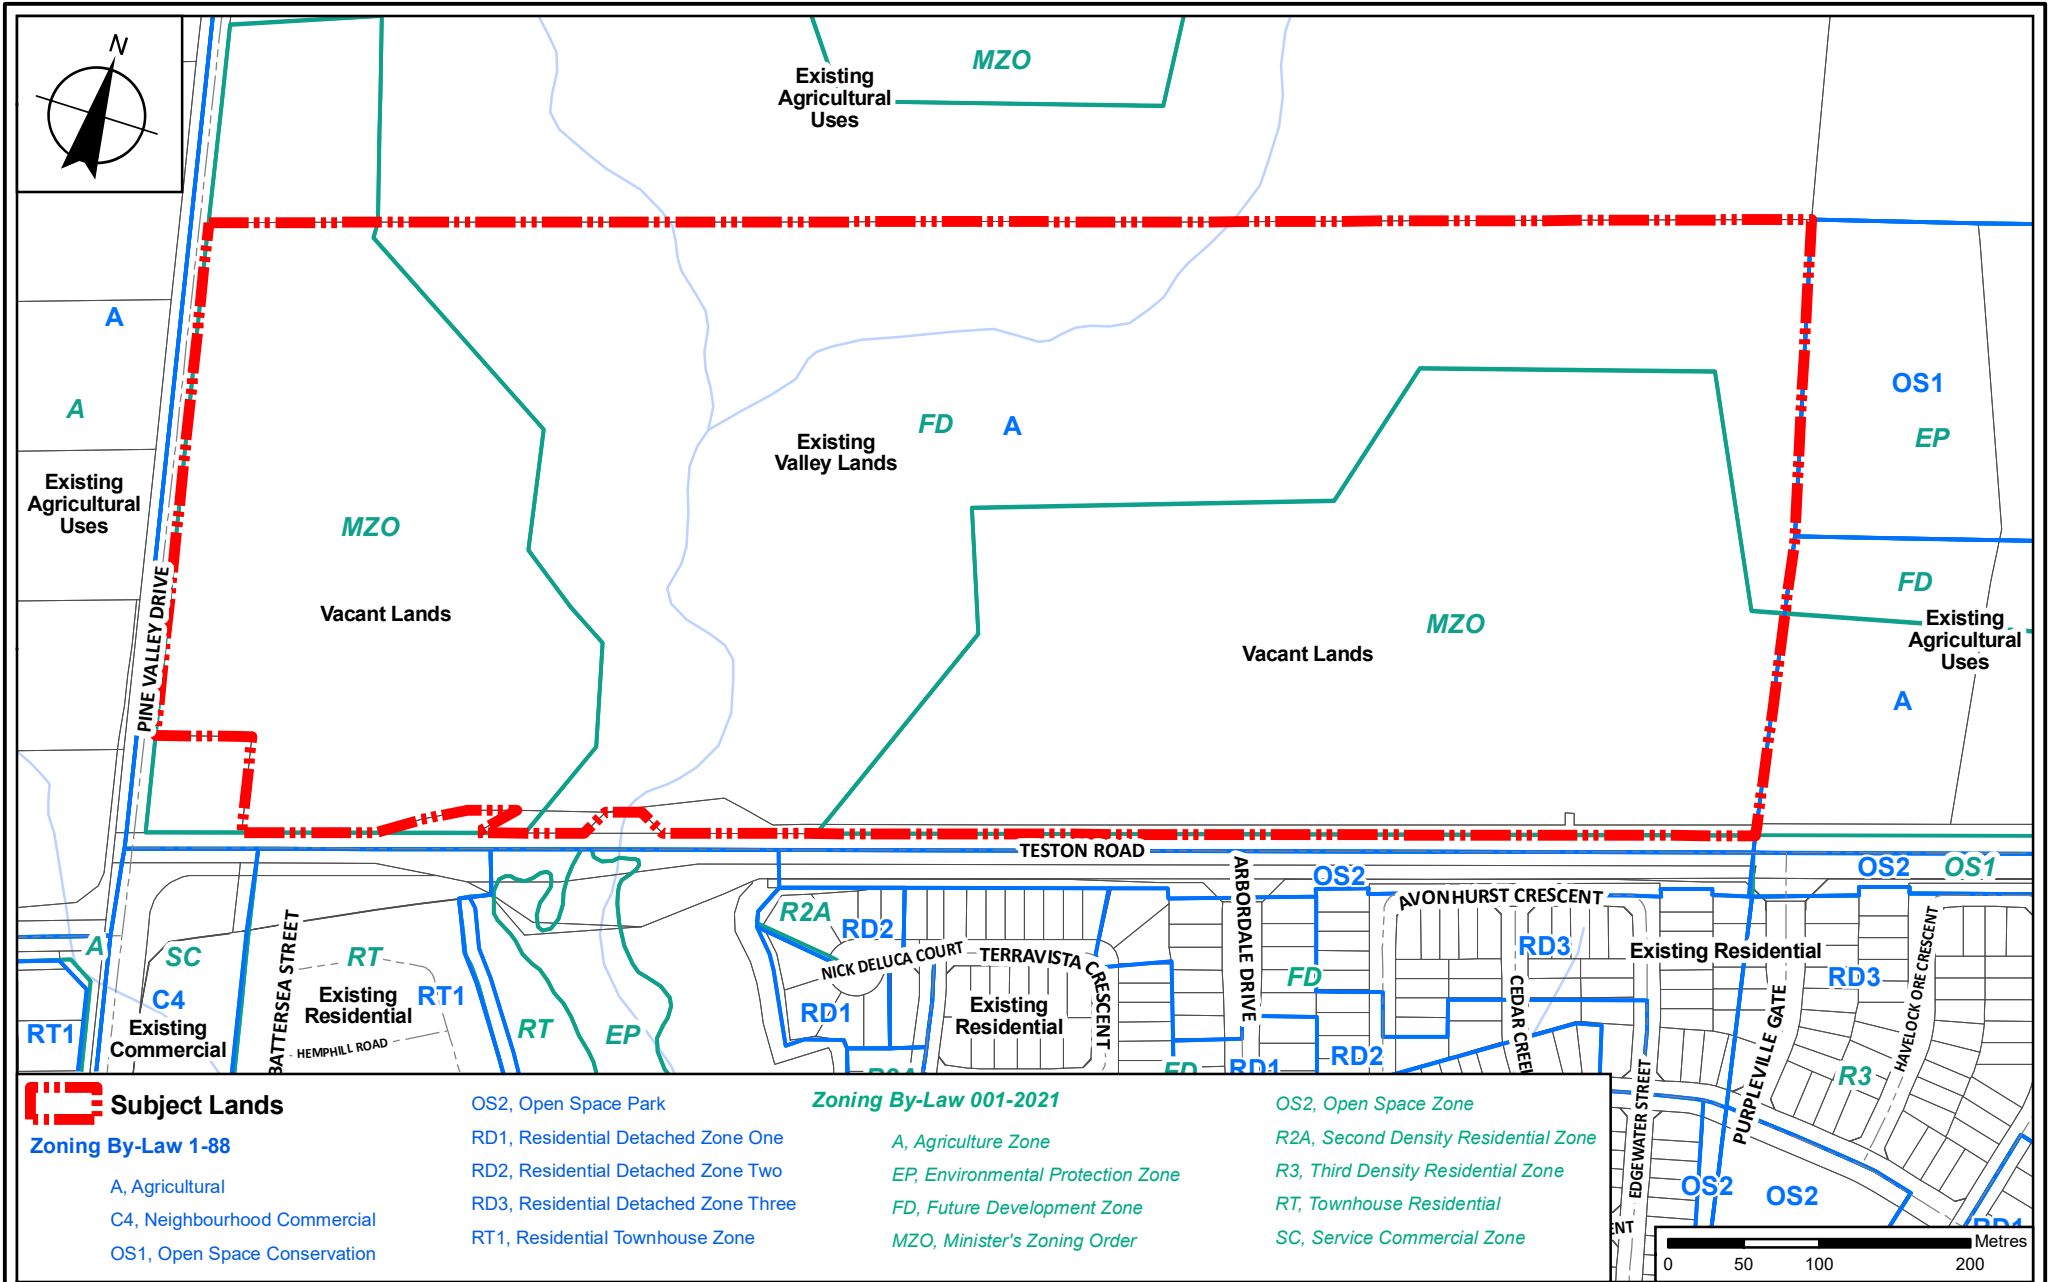 N
MZO
Existing
Agricultural
Uses
A
A
Existing
Agricultural
Uses
PINE VALLEY DRIVE
MZO
Vacant Lands
FD
A
Existing
Valley Lands
MZO
Vacant Lands
OS1
EP
FD
Existing
Agricultural
Uses
A
TESTON ROAD
OS2
OS2
OS1
A
SC
C4
Existing
Commercial
RT1
BATTERSEA STREET
RT
Existing
Residential
RT1
HEMPHILL ROAD
RT
EP
R2A
RD2
NICK DELUCA COURT
TERRAVISTA CRESCENT
RD1
Existing
Residential
ARBORDALE DRIVE
FD
FD
RD1
RD2
AVONHURST CRESCENT
RD3
CEDAR CREEK
Existing Residential
RD3
HAVELOCK ORE CRESCENT
R3
PURPLEVILLE GATE
EDGEWATER STREET
OS2
OS2
RD1
Subject Lands
Zoning By-Law 1-88
A, Agricultural
C4, Neighbourhood Commercial
OS1, Open Space Conservation
OS2, Open Space Park
RD1, Residential Detached Zone One
RD2, Residential Detached Zone Two
RD3, Residential Detached Zone Three
RT1, Residential Townhouse Zone
Zoning By-Law 001-2021
A, Agriculture Zone
EP, Environmental Protection Zone
FD, Future Development Zone
MZO, Minister's Zoning Order
OS2, Open Space Zone
R2A, Second Density Residential Zone
R3, Third Density Residential Zone
RT, Townhouse Residential
SC, Service Commercial Zone
Metres
0 50 100 200